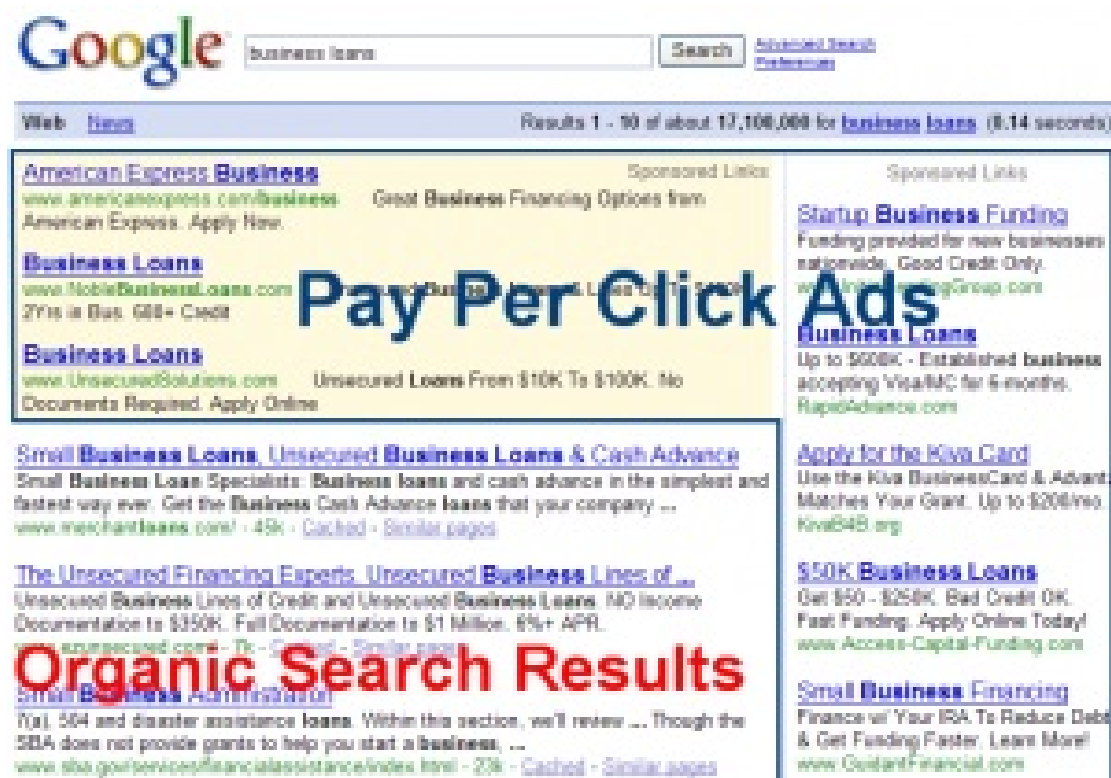 Google
business loans
Search
Advanced Search
Preferences
Web News
Results 1 - 10 of about 17,100,000 for business loans (0.14 seconds)
American Express Business
Sponsored Links
www.americanexpress.com/business Great Business Financing Options from
American Express. Apply Now.
Business Loans
www.NobleBusinessLoans.com
2Yrs in Bus. 600+ Credit
Business Loans
www.UnsecuredSolutions.com Unsecured Loans From $10K To $100K. No
Documents Required. Apply Online
Pay Per Click Ads
Small Business Loans, Unsecured Business Loans & Cash Advance
Small Business Loan Specialists: Business loans and cash advance in the simplest and
fastest way ever. Get the Business Cash Advance loans that your company ...
www.merchantloans.com/ - 45k - Cached - Similar pages
The Unsecured Financing Experts. Unsecured Business Lines of ...
Unsecured Business Lines of Credit and Unsecured Business Loans. NO Income
Documentation to $350K. Full Documentation to $1 Million. 6%+ APR.
Cached - Similar pages
Organic Search Results
Small Business Administration
7(a), 504 and disaster assistance loans. Within this section, we'll review ... Though the
SBA does not provide grants to help you start a business, ...
www.sba.gov/services/financialassistance/index.html - 23k - Cached - Similar pages
Sponsored Links
Startup Business Funding
Funding provided for new businesses
nationwide. Good Credit Only.
Business Loans
Up to $600K - Established business
accepting Visa/MC for 6-months.
RapidAdvance.com
Apply for the Kiva Card
Use the Kiva BusinessCard & Advant
Matches Your Grant. Up to $208/mo.
KivaB4B.org
$50K Business Loans
Get $50 - $250K. Bad Credit OK.
Fast Funding. Apply Online Today!
www.Access-Capital-Funding.com
Small Business Financing
Finance w/ Your IRA To Reduce Debt
& Get Funding Faster. Learn More!
www.GuidantFinancial.com